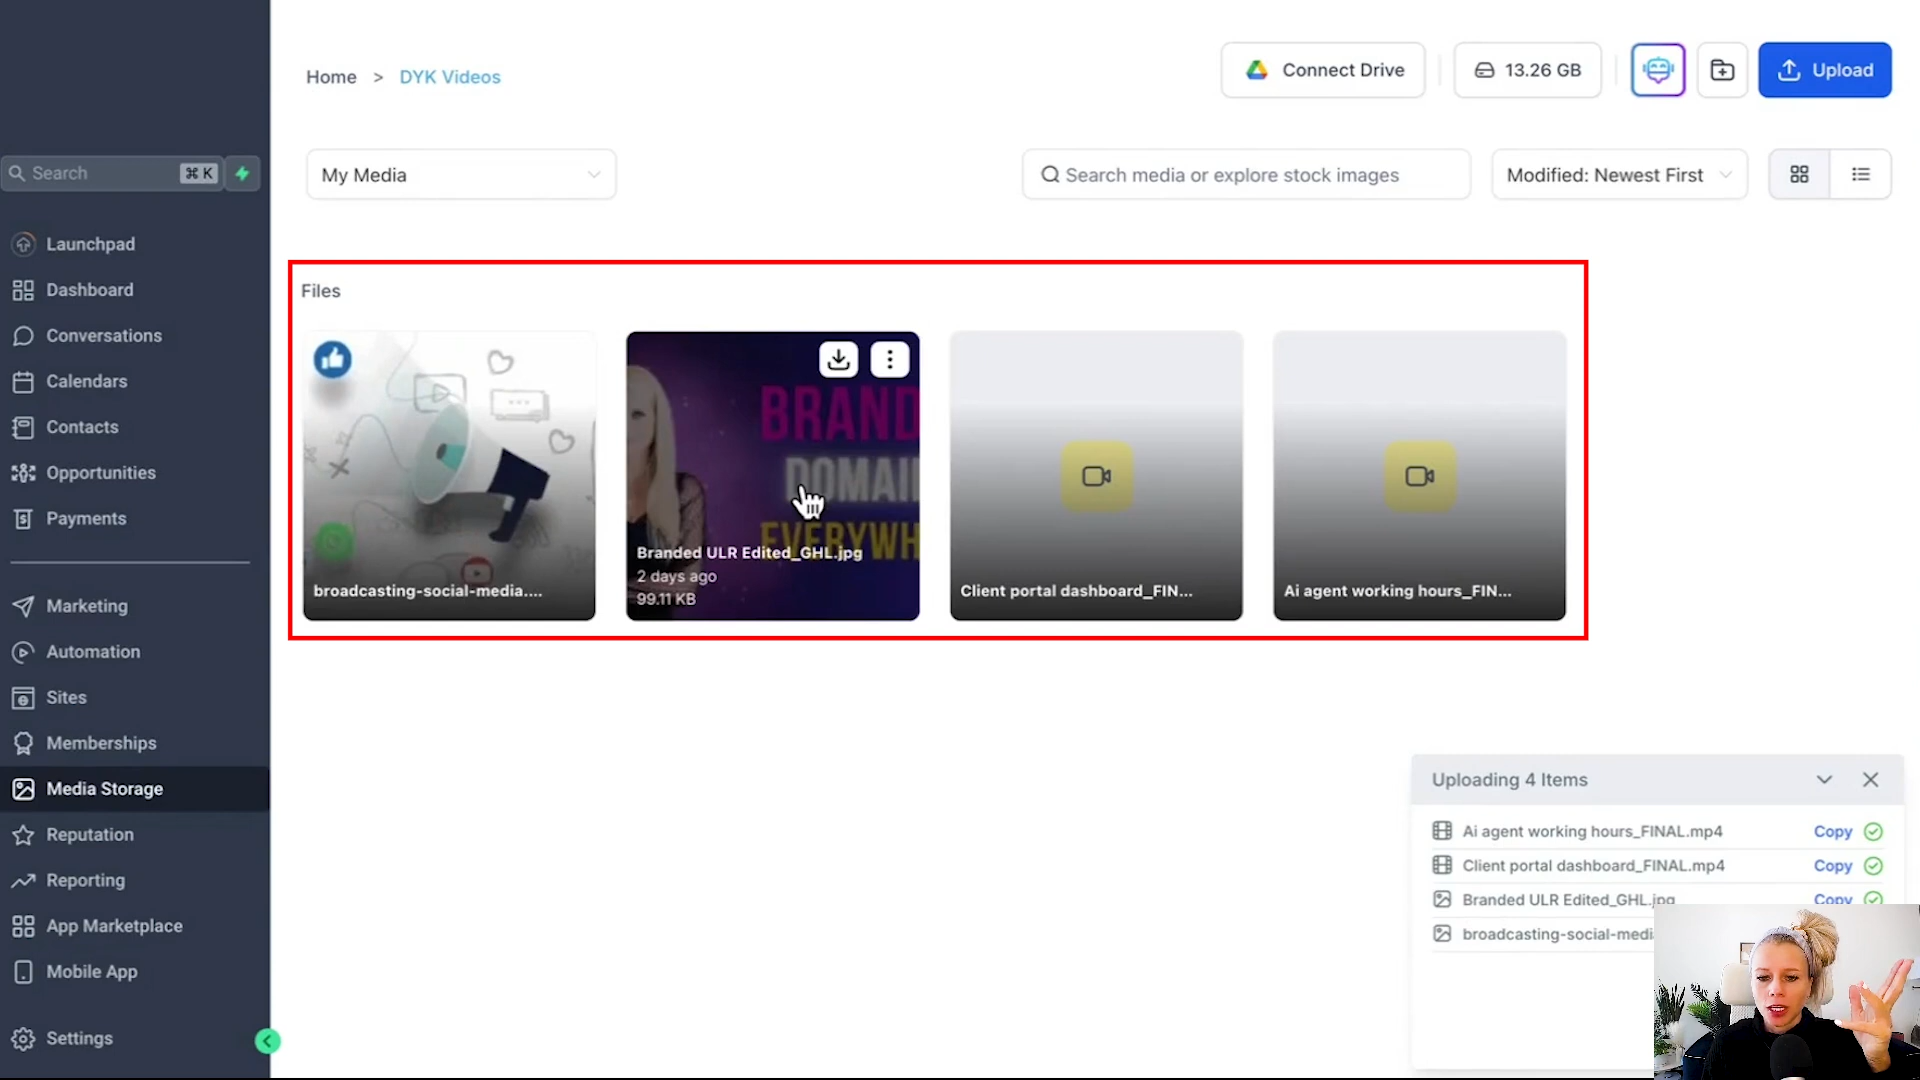 Home > DYK Videos
Connect Drive
13.26 GB
Upload
Search
⌘ K
My Media
Search media or explore stock images
Modified: Newest First
Launchpad
Dashboard
Conversations
Calendars
Contacts
Opportunities
Payments
Marketing
Automation
Sites
Memberships
Media Storage
Reputation
Reporting
App Marketplace
Mobile App
Settings
Files
broadcasting-social-media....
BRAND
DOMAI
EVERYWH
Branded ULR Edited_GHL.jpg
2 days ago
99.11 KB
Client portal dashboard_FIN...
Ai agent working hours_FIN...
Uploading 4 Items
Ai agent working hours_FINAL.mp4 Copy
Client portal dashboard_FINAL.mp4 Copy
Branded ULR Edited_GHL.jpg Copy
broadcasting-social-medi